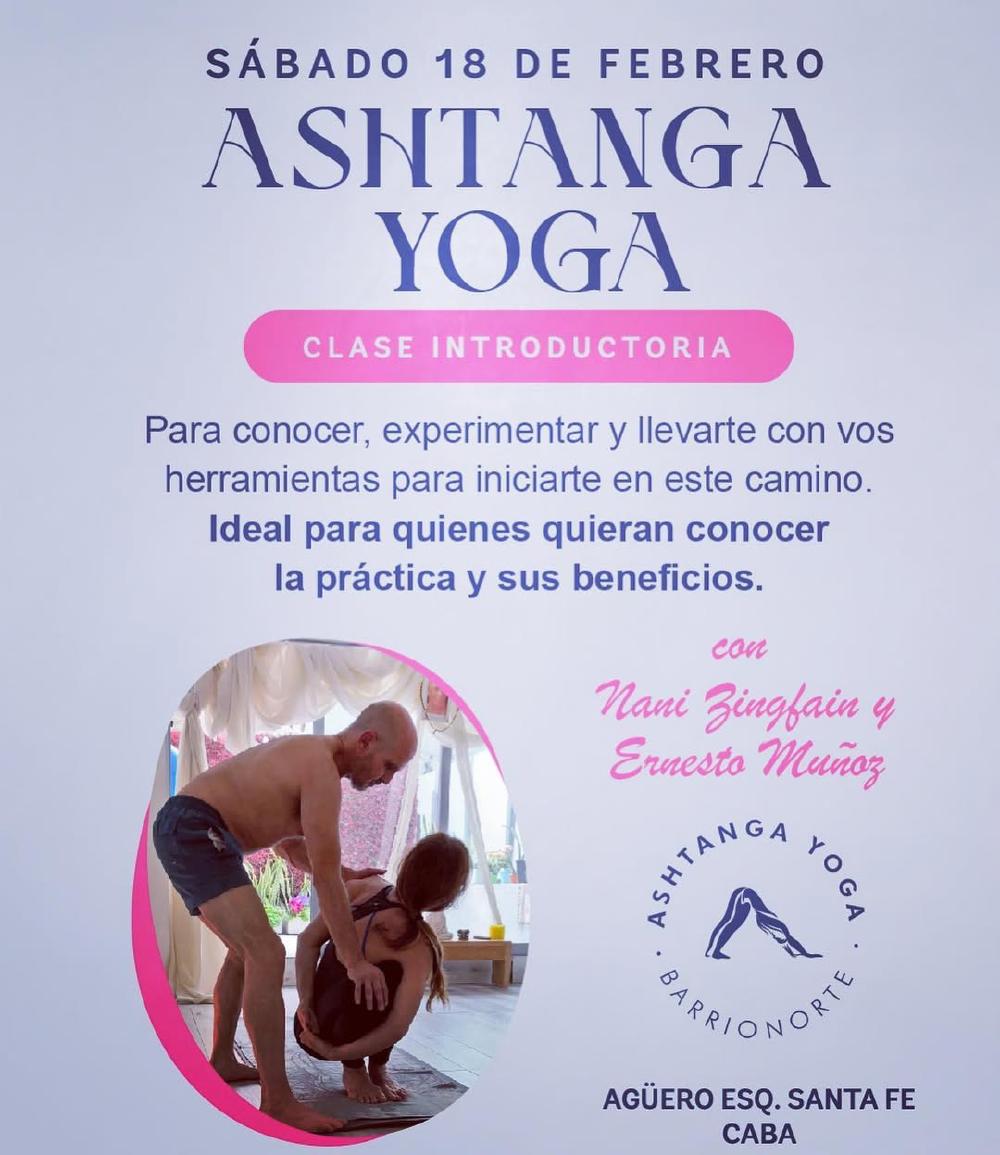 SÁBADO 18 DE FEBRERO
ASHTANGA
YOGA
CLASE INTRODUCTORIA
Para conocer, experimentar y llevarte con vos
herramientas para iniciarte en este camino.
Ideal para quienes quieran conocer
la práctica y sus beneficios.
con
Nani Zingfain y
Ernesto Muñoz
· ASHTANGA YOGA ·
BARRIONORTE
AGÜERO ESQ. SANTA FE
CABA